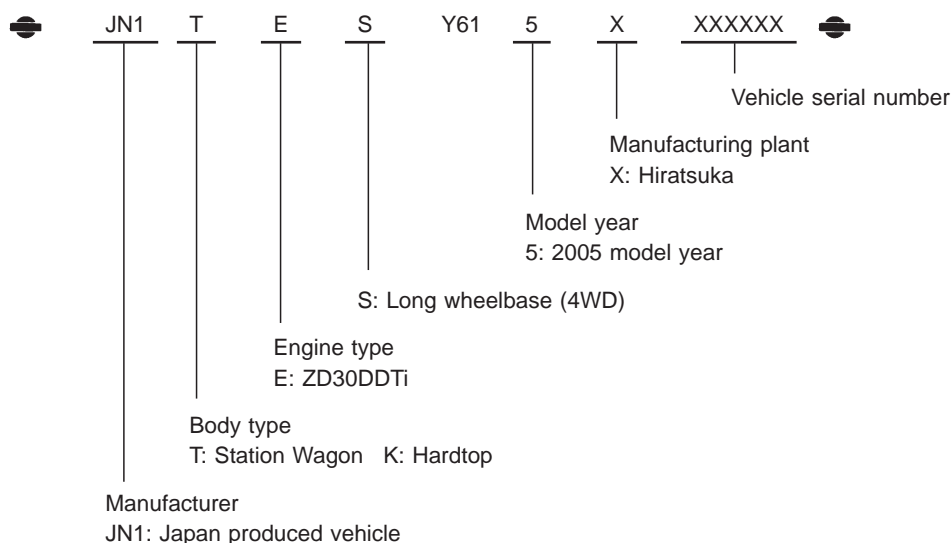 JN1 T E S Y61 5 X XXXXXX
Vehicle serial number
Manufacturing plant
X: Hiratsuka
Model year
5: 2005 model year
S: Long wheelbase (4WD)
Engine type
E: ZD30DDTi
Body type
T: Station Wagon K: Hardtop
Manufacturer
JN1: Japan produced vehicle